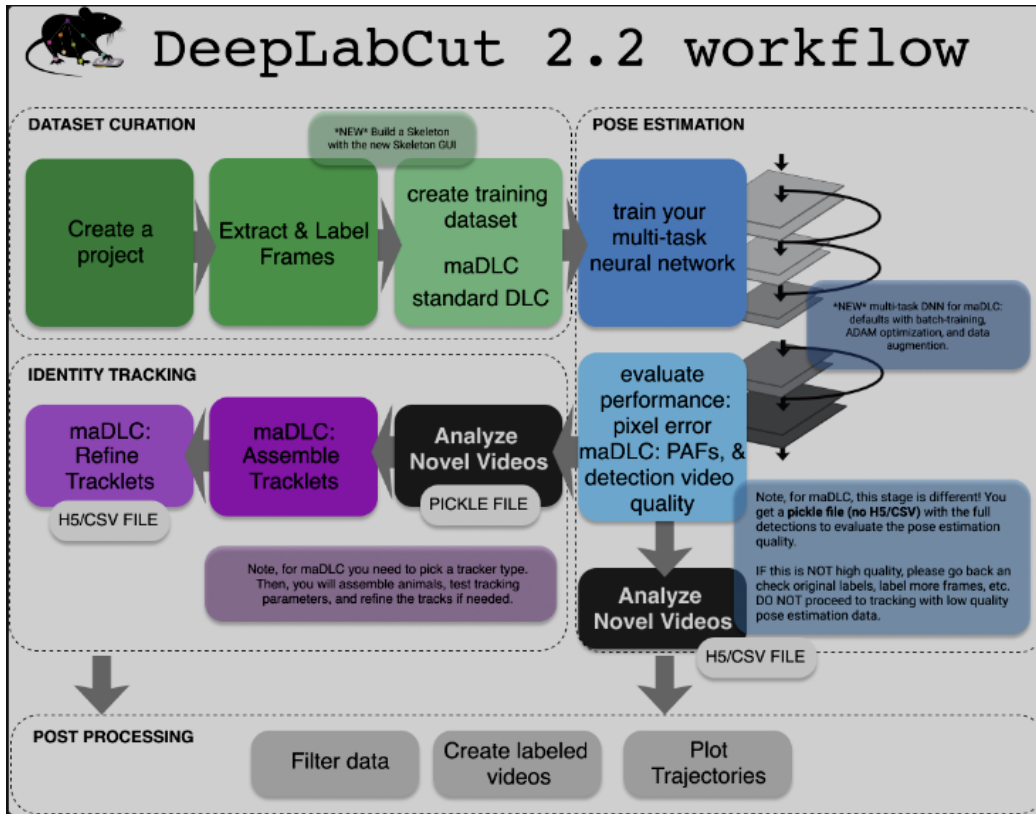 DeepLabCut 2.2 workflow
DATASET CURATION
*NEW* Build a Skeleton
with the new Skeleton GUI
Create a
project
Extract & Label
Frames
create training
dataset
maDLC
standard DLC
POSE ESTIMATION
train your
multi-task
neural network
*NEW* multi-task DNN for maDLC:
defaults with batch-training,
ADAM optimization, and data
augmentation.
evaluate
performance:
pixel error
maDLC: PAFs, &
detection video
quality
Note, for maDLC, this stage is different! You
get a pickle file (no H5/CSV) with the full
detections to evaluate the pose estimation
quality.
IF this is NOT high quality, please go back an
check original labels, label more frames, etc.
DO NOT proceed to tracking with low quality
pose estimation data.
Analyze
Novel Videos
H5/CSV FILE
IDENTITY TRACKING
Analyze
Novel Videos
PICKLE FILE
maDLC:
Assemble
Tracklets
maDLC:
Refine
Tracklets
H5/CSV FILE
Note, for maDLC you need to pick a tracker type.
Then, you will assemble animals, test tracking
parameters, and refine the tracks if needed.
POST PROCESSING
Filter data
Create labeled
videos
Plot
Trajectories